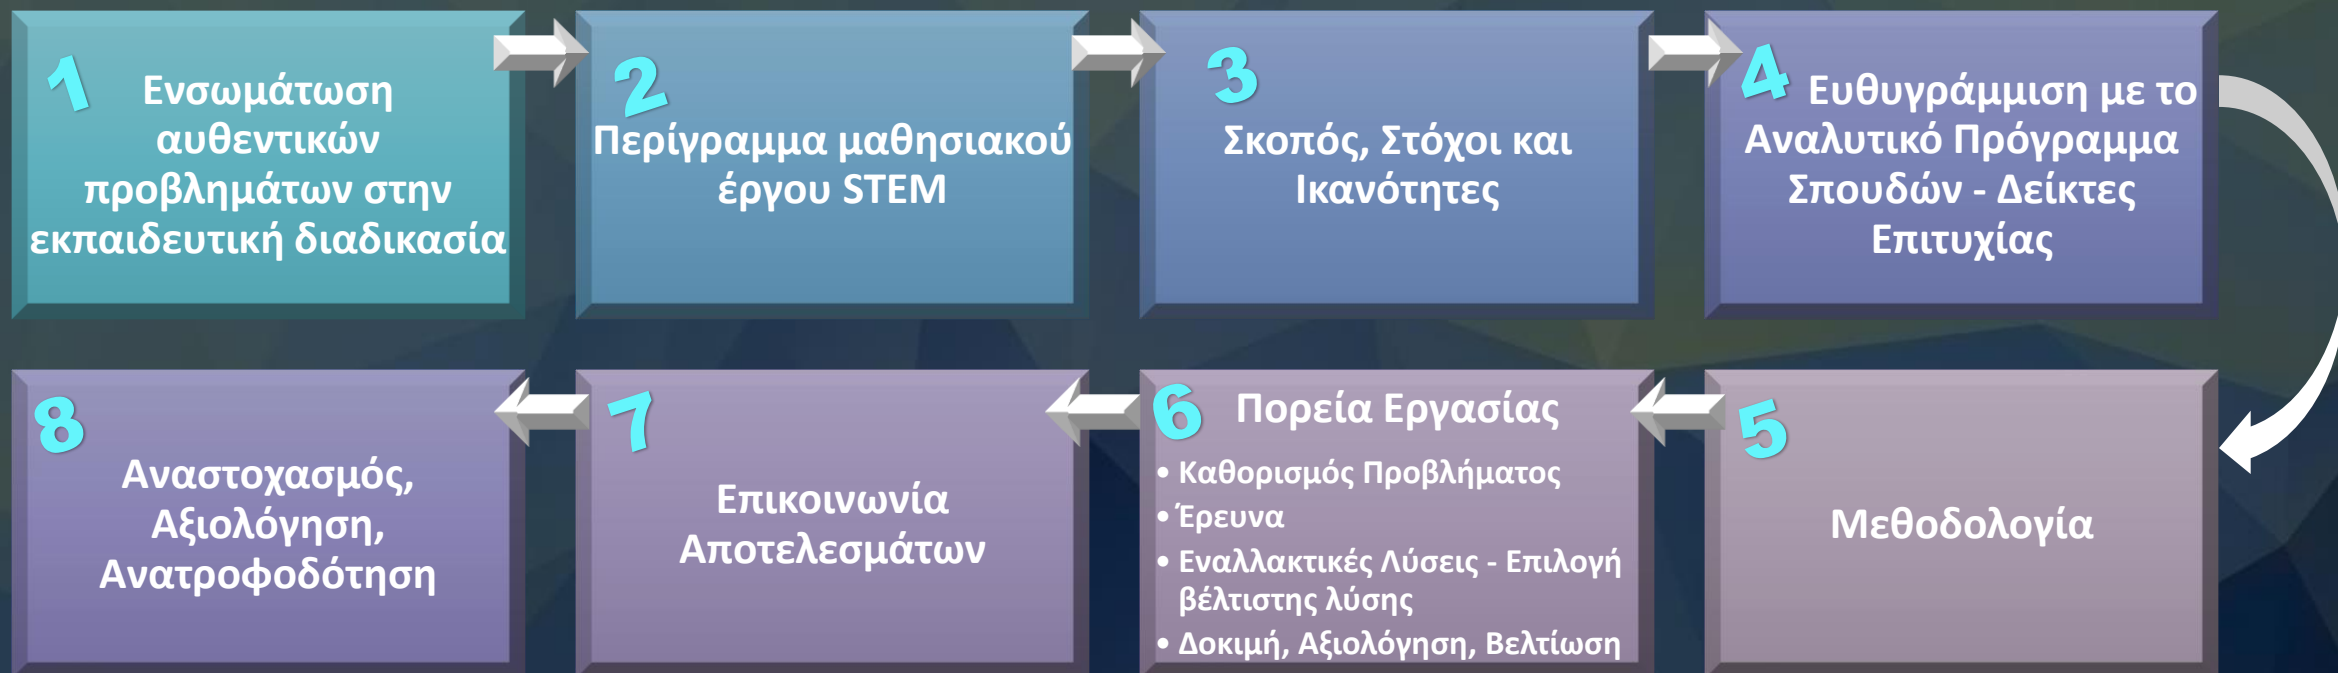 1
Ενσωμάτωση
αυθεντικών
προβλημάτων στην
εκπαιδευτική διαδικασία
2
Περίγραμμα μαθησιακού
έργου STEM
3
Σκοπός, Στόχοι και
Ικανότητες
4
Ευθυγράμμιση με το
Αναλυτικό Πρόγραμμα
Σπουδών - Δείκτες
Επιτυχίας
5
Μεθοδολογία
6
Πορεία Εργασίας
• Καθορισμός Προβλήματος
• Έρευνα
• Εναλλακτικές Λύσεις - Επιλογή
βέλτιστης λύσης
• Δοκιμή, Αξιολόγηση, Βελτίωση
7
Επικοινωνία
Αποτελεσμάτων
8
Αναστοχασμός,
Αξιολόγηση,
Ανατροφοδότηση